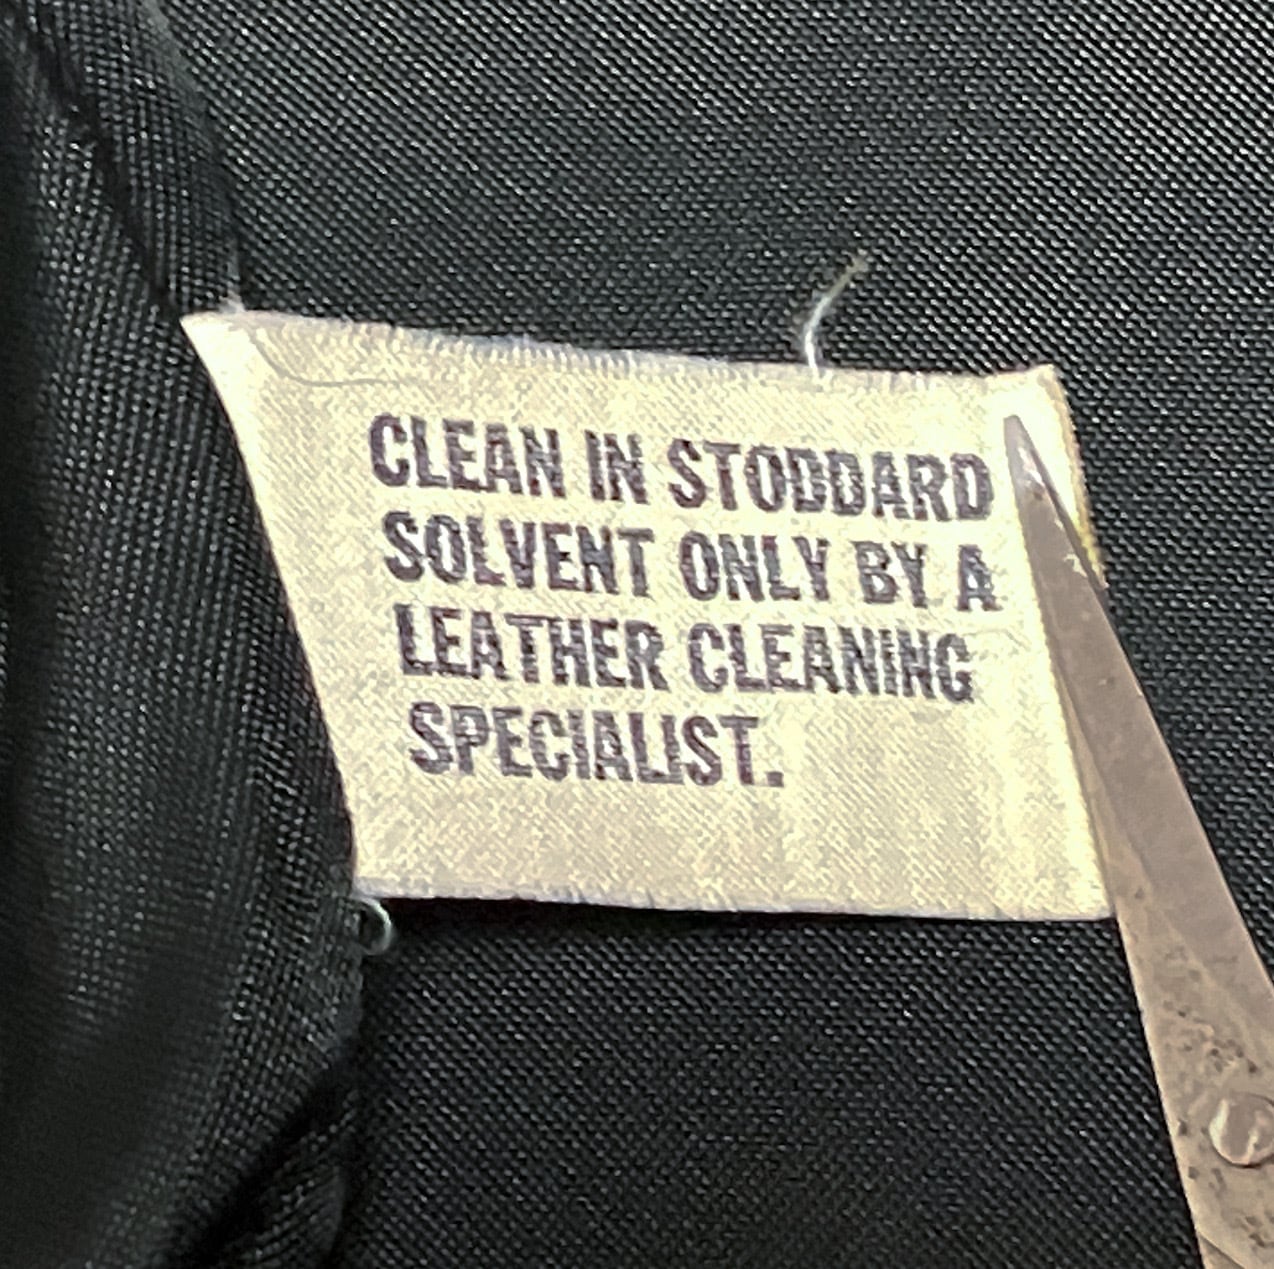 CLEAN IN STODDARD
SOLVENT ONLY BY A
LEATHER CLEANING
SPECIALIST.